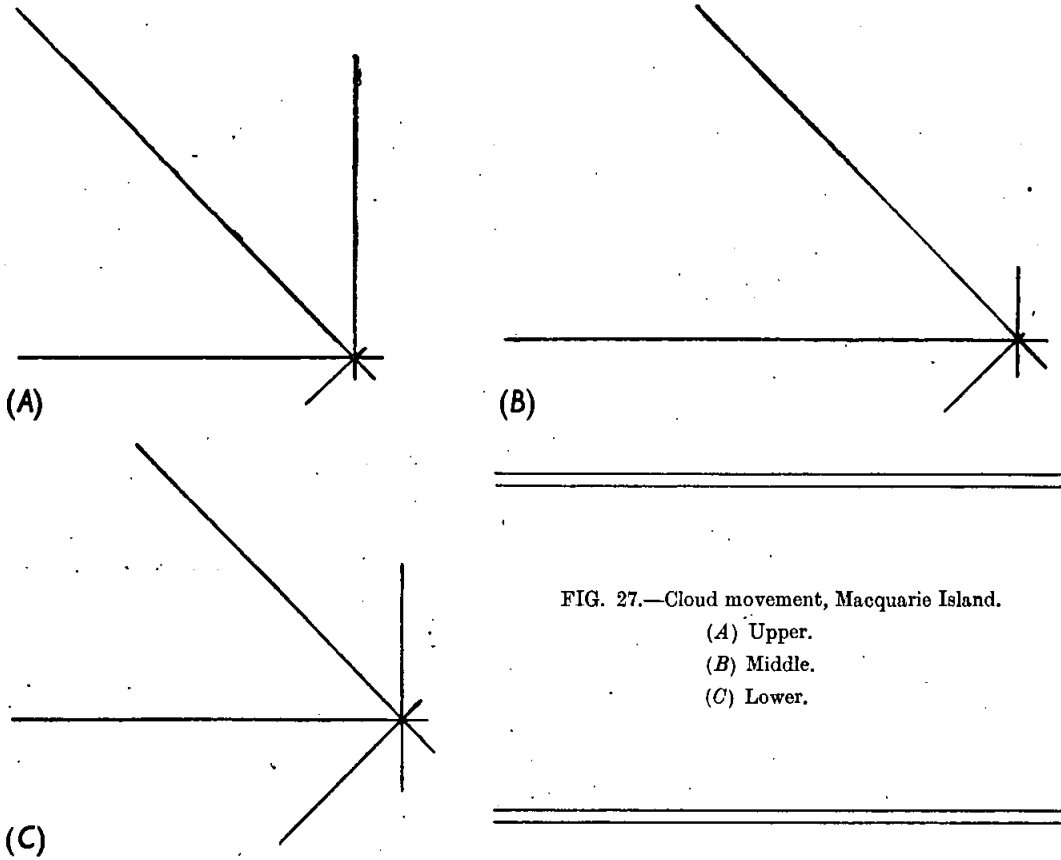 (A)
(B)
FIG. 27.—Cloud movement, Macquarie Island.
(A) Upper.
(B) Middle.
(C) Lower.
(C)